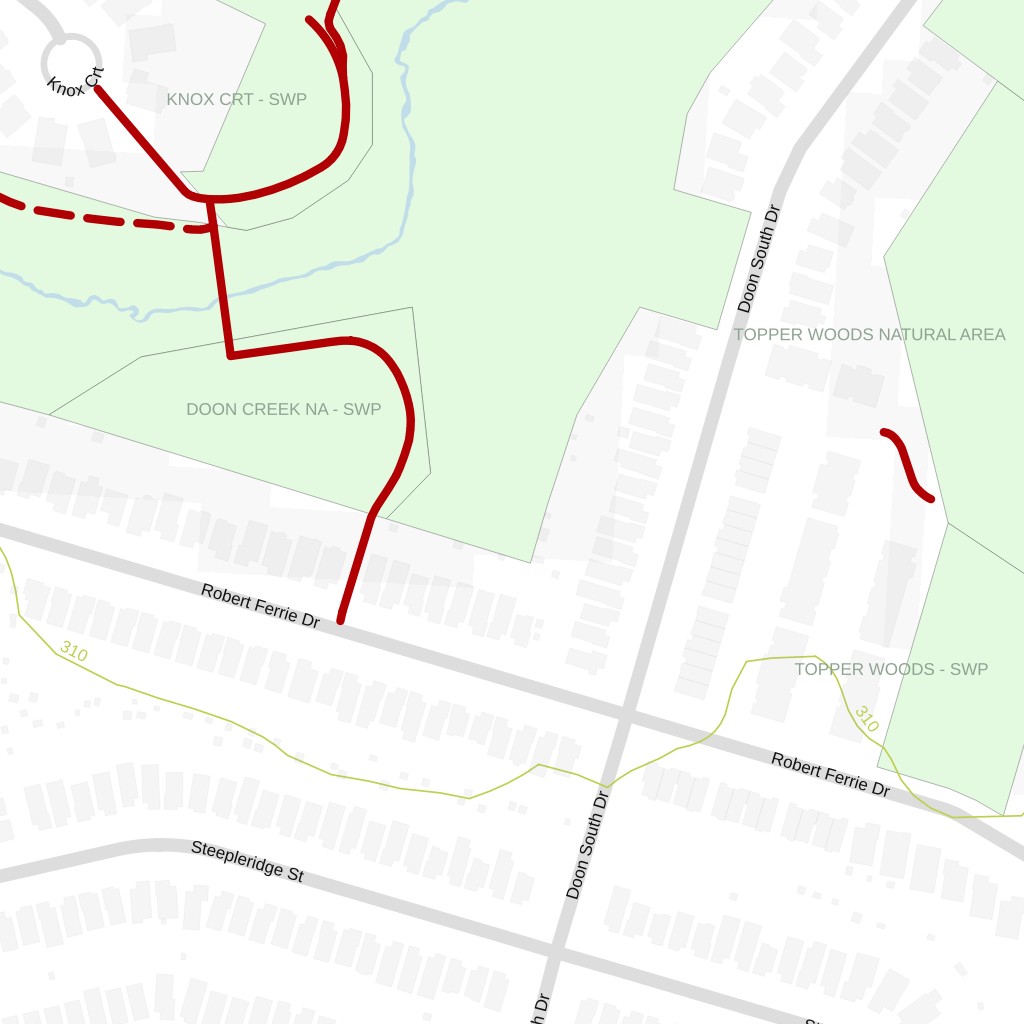 Knox Crt
KNOX CRT - SWP
Doon South Dr
TOPPER WOODS NATURAL AREA
DOON CREEK NA - SWP
Robert Ferrie Dr
310
TOPPER WOODS - SWP
310
Robert Ferrie Dr
Doon South Dr
Steepleridge St
h Dr